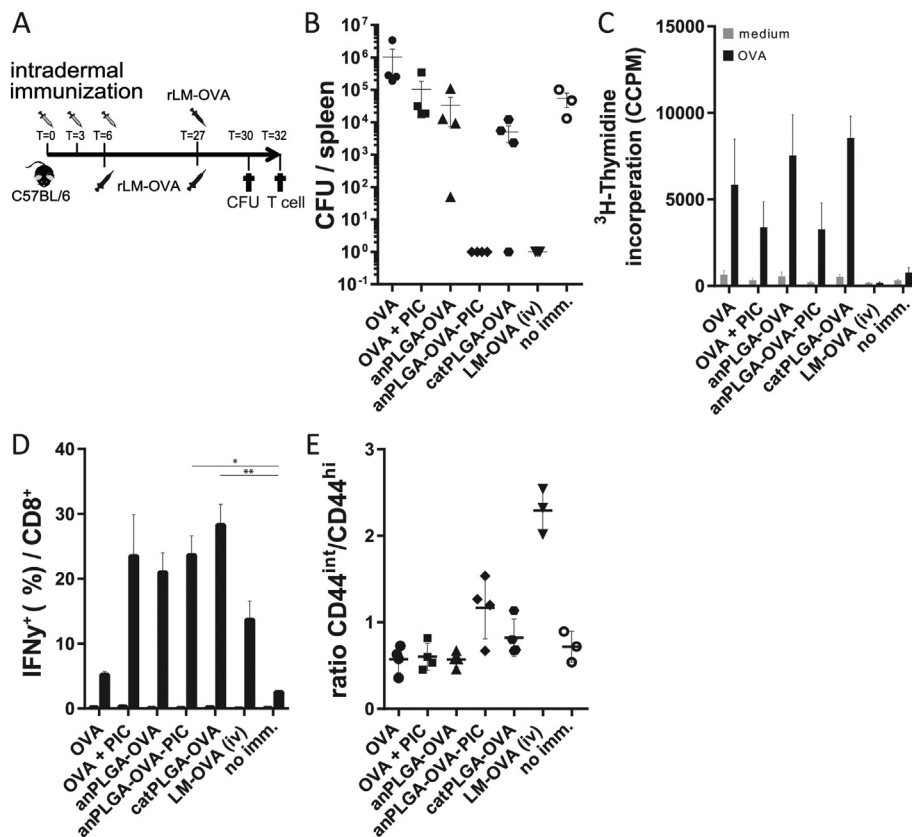 A
intradermal
immunization
rLM-OVA
T=0
T=3
T=6
T=27
T=30
T=32
C57BL/6
rLM-OVA
CFU
T cell
B
CFU / spleen
10⁶
10⁵
10⁴
10³
10²
10¹
10⁰
10⁻¹
OVA
OVA + PIC
anPLGA-OVA
anPLGA-OVA-PIC
catPLGA-OVA
LM-OVA (iv)
no imm.
C
³H-Thymidine
incorperation (CCPM)
15000
10000
5000
0
medium
OVA
OVA
OVA + PIC
anPLGA-OVA
anPLGA-OVA-PIC
catPLGA-OVA
LM-OVA (iv)
no imm.
D
IFNy⁺( %) / CD8⁺
40
30
20
10
0
*
**
OVA
OVA + PIC
anPLGA-OVA
anPLGA-OVA-PIC
catPLGA-OVA
LM-OVA (iv)
no imm.
E
ratio CD44ⁱⁿᵗ/CD44ʰⁱ
3
2
1
0
OVA
OVA + PIC
anPLGA-OVA
anPLGA-OVA-PIC
catPLGA-OVA
LM-OVA (iv)
no imm.